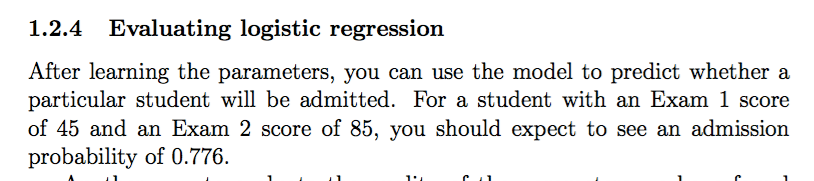 1.2.4 Evaluating logistic regression
After learning the parameters, you can use the model to predict whether a
particular student will be admitted. For a student with an Exam 1 score
of 45 and an Exam 2 score of 85, you should expect to see an admission
probability of 0.776.